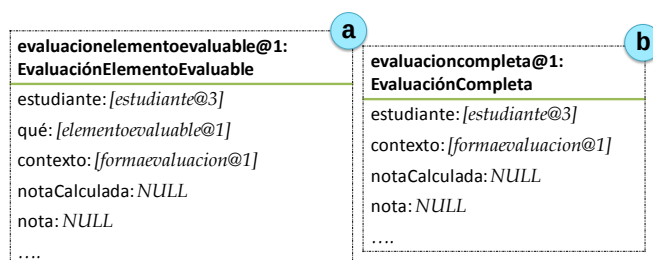 a
evaluacionelementoevaluable@1:
EvaluaciónElementoEvaluable
estudiante: [estudiante@3]
qué: [elementoevaluable@1]
contexto: [formaevaluacion@1]
notaCalculada: NULL
nota: NULL
....
b
evaluacioncompleta@1:
EvaluaciónCompleta
estudiante: [estudiante@3]
contexto: [formaevaluacion@1]
notaCalculada: NULL
nota: NULL
....